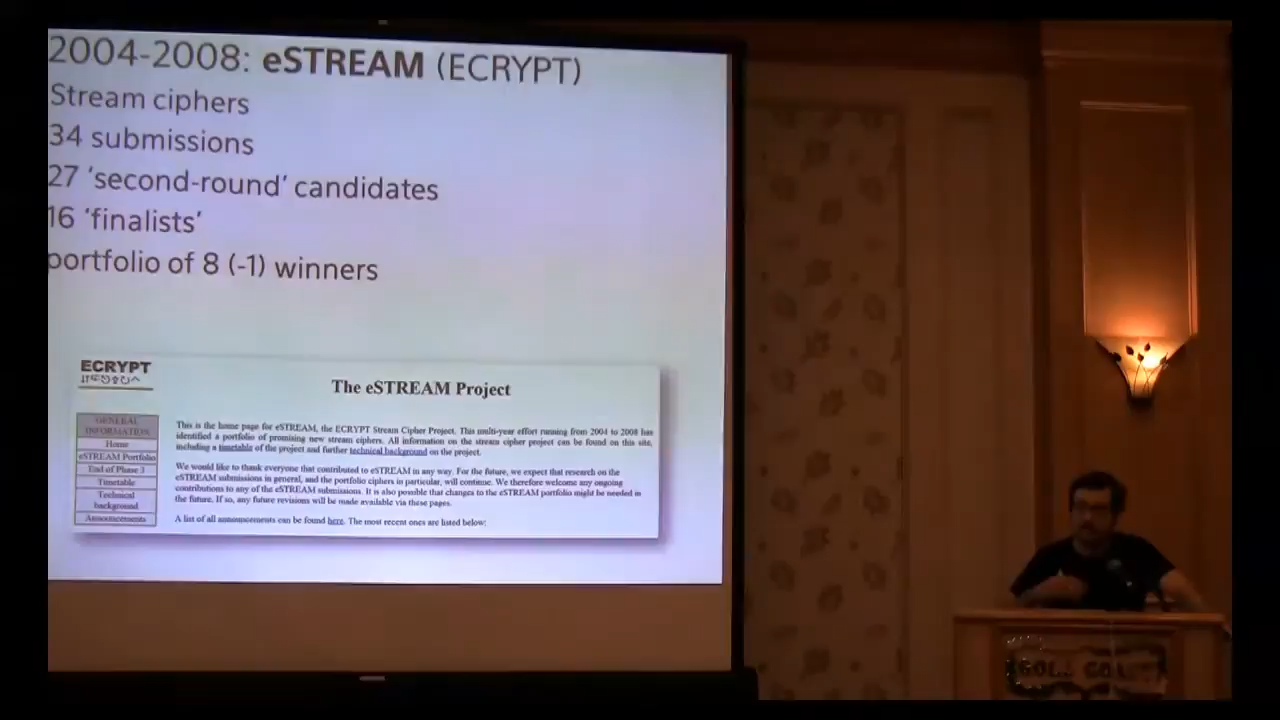 2004-2008: eSTREAM (ECRYPT)
Stream ciphers
34 submissions
27 ‘second-round’ candidates
16 ‘finalists’
portfolio of 8 (-1) winners
ECRYPT
The eSTREAM Project
GENERAL
INFORMATION
Home
eSTREAM Portfolio
End of Phase 3
Timetable
Technical
background
Announcements
This is the home page for eSTREAM, the ECRYPT Stream Cipher Project. This multi-year effort running from 2004 to 2008 has
identified a portfolio of promising new stream ciphers. All information on the stream cipher project can be found on this site,
including a timetable of the project and further technical background on the project.
We would like to thank everyone that contributed to eSTREAM in any way. For the future, we expect that research on the
eSTREAM submissions in general, and the portfolio ciphers in particular, will continue. We therefore welcome any ongoing
contributions to any of the eSTREAM submissions. It is also possible that changes to the eSTREAM portfolio might be needed in
the future. If so, any future revisions will be made available via these pages.
A list of all announcements can be found here. The most recent ones are listed below: